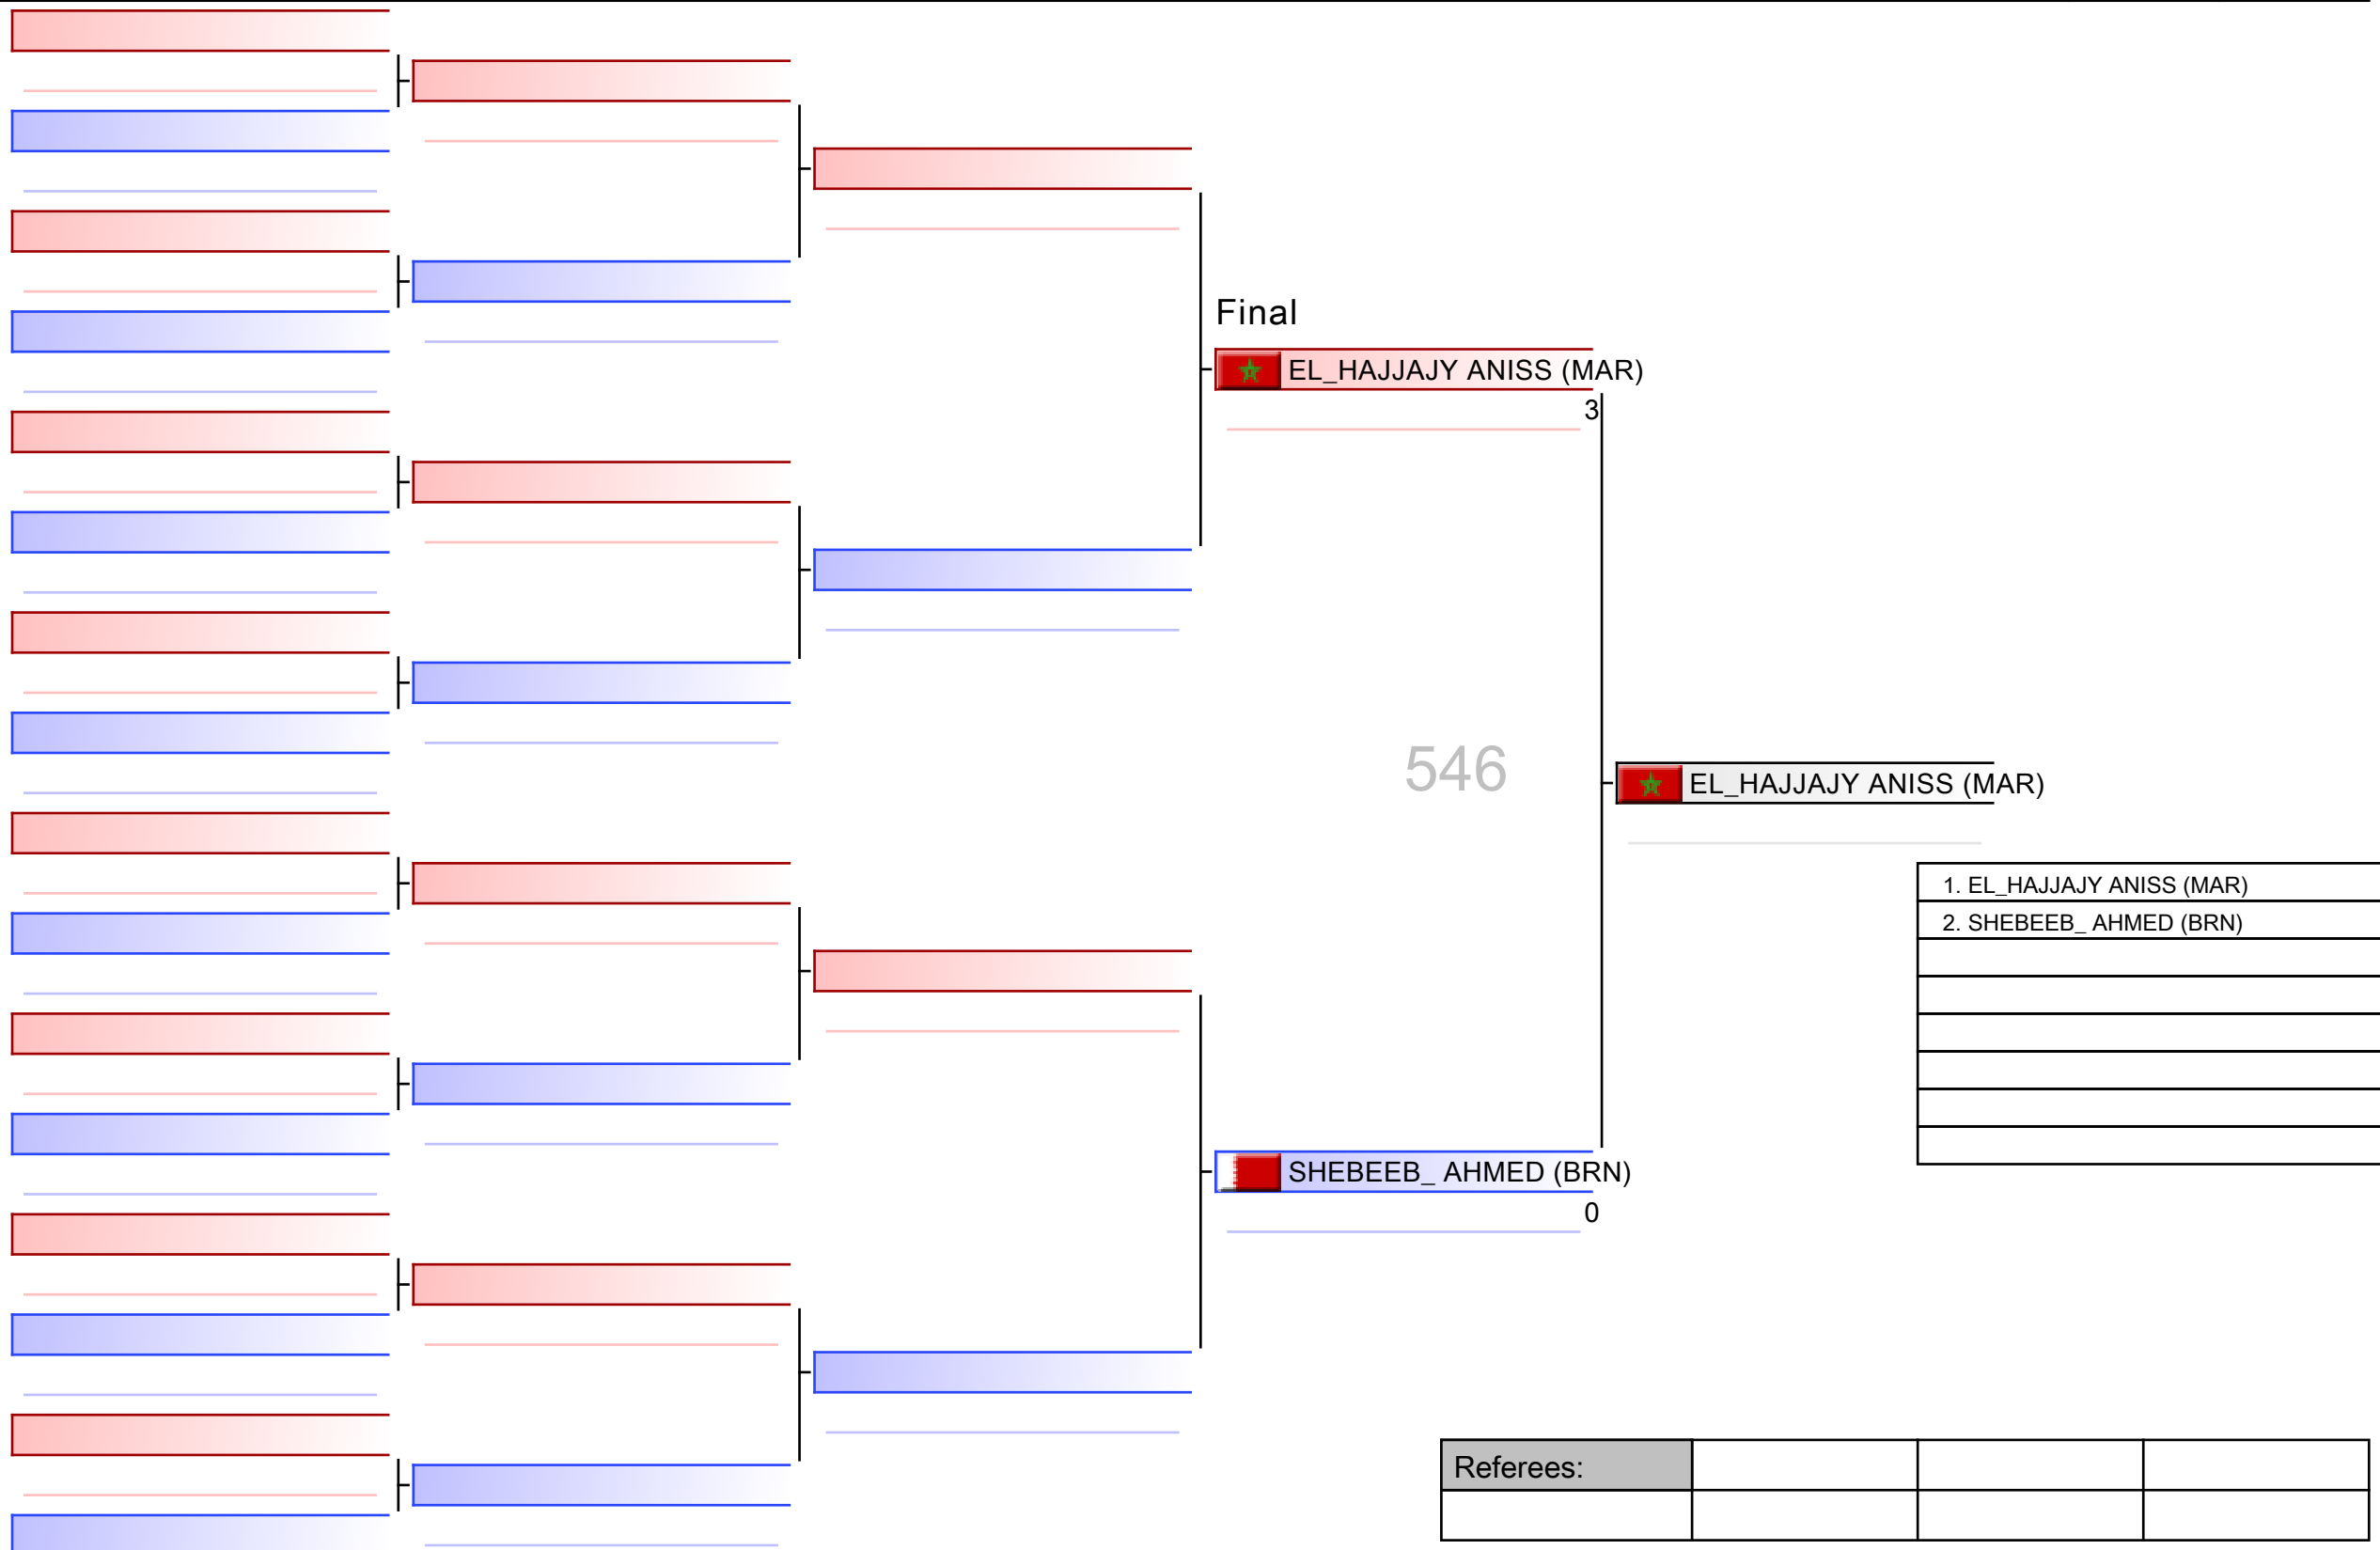 Final
EL_HAJJAJY ANISS (MAR)
3
546
EL_HAJJAJY ANISS (MAR)
1. EL_HAJJAJY ANISS (MAR)
2. SHEBEEB_ AHMED (BRN)
SHEBEEB_ AHMED (BRN)
0
Referees: